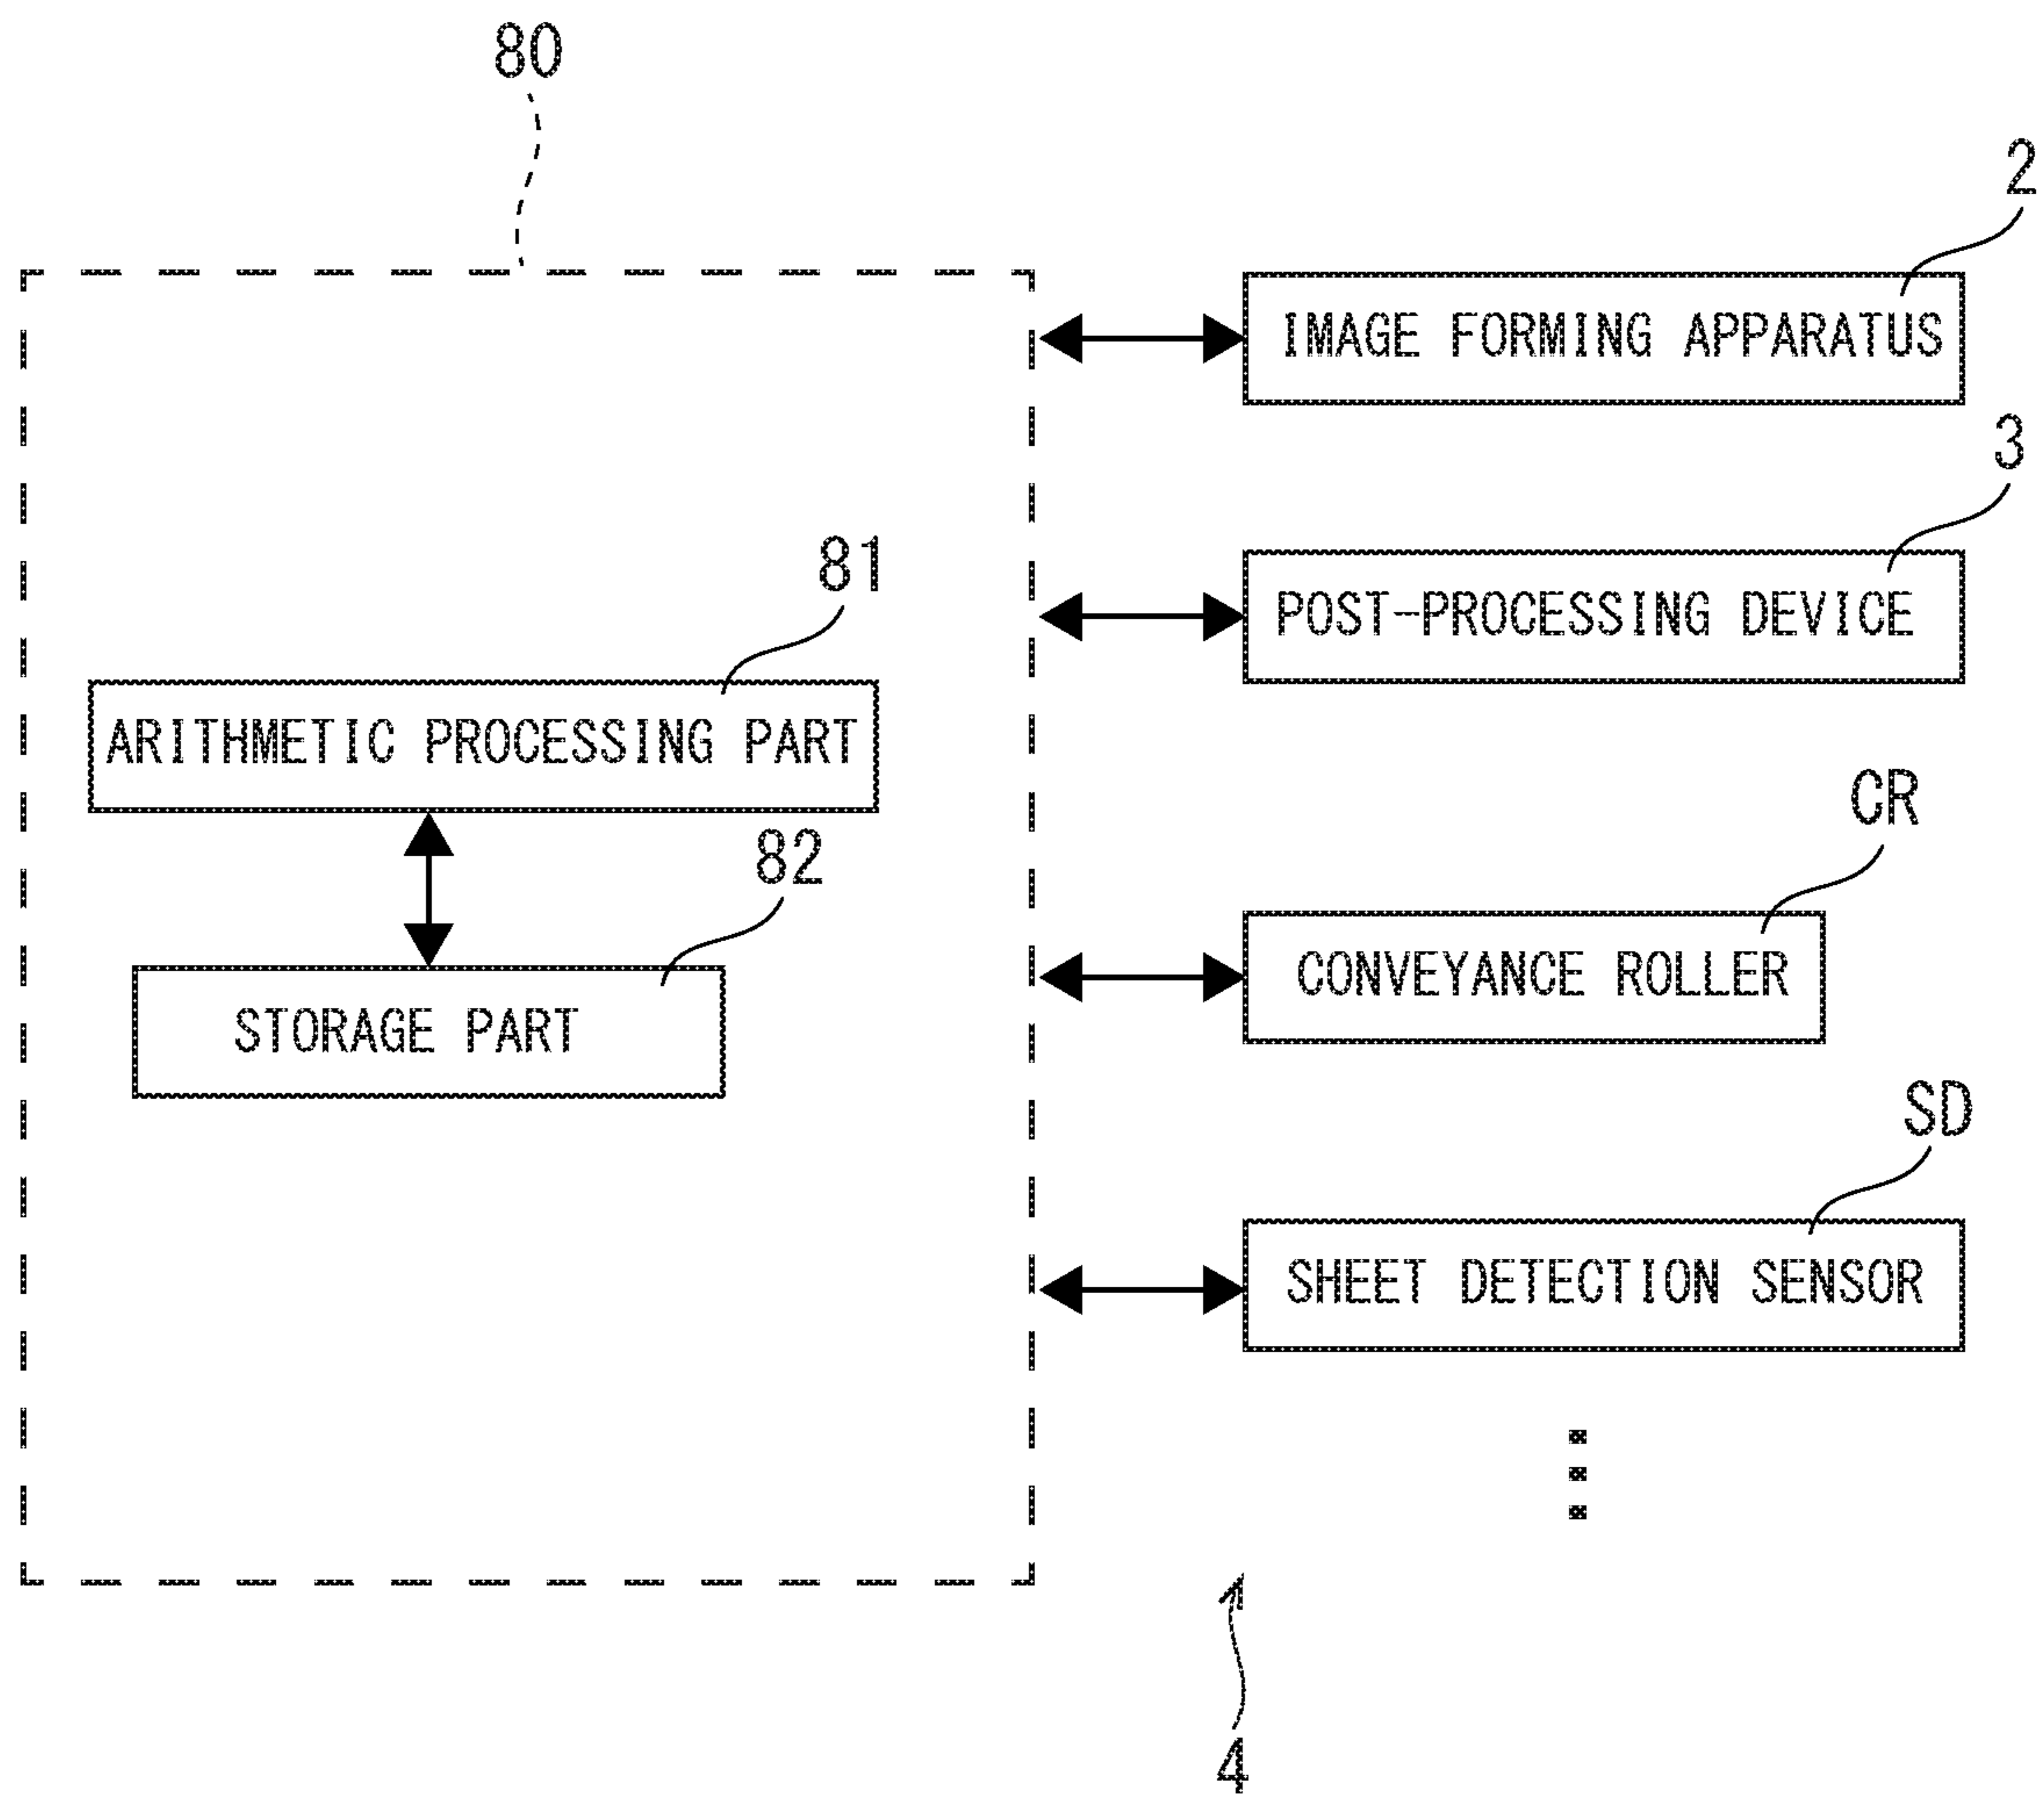 80
2
IMAGE FORMING APPARATUS
3
POST-PROCESSING DEVICE
81
ARITHMETIC PROCESSING PART
CR
82
CONVEYANCE ROLLER
STORAGE PART
SD
SHEET DETECTION SENSOR
4